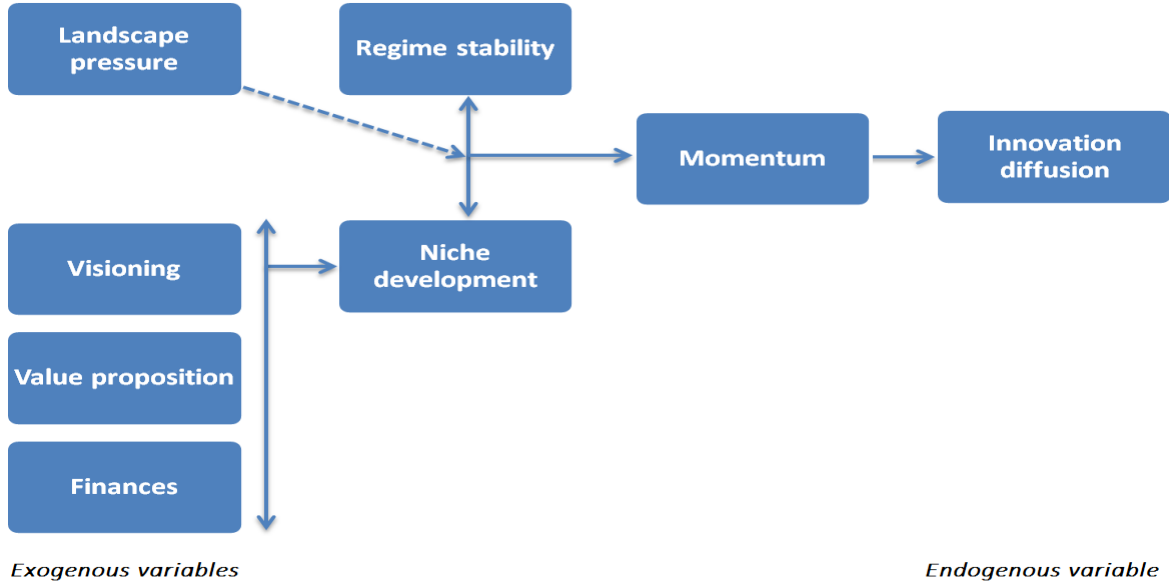 Landscape
pressure
Regime stability
Momentum
Innovation
diffusion
Visioning
Niche
development
Value proposition
Finances
Exogenous variables
Endogenous variable